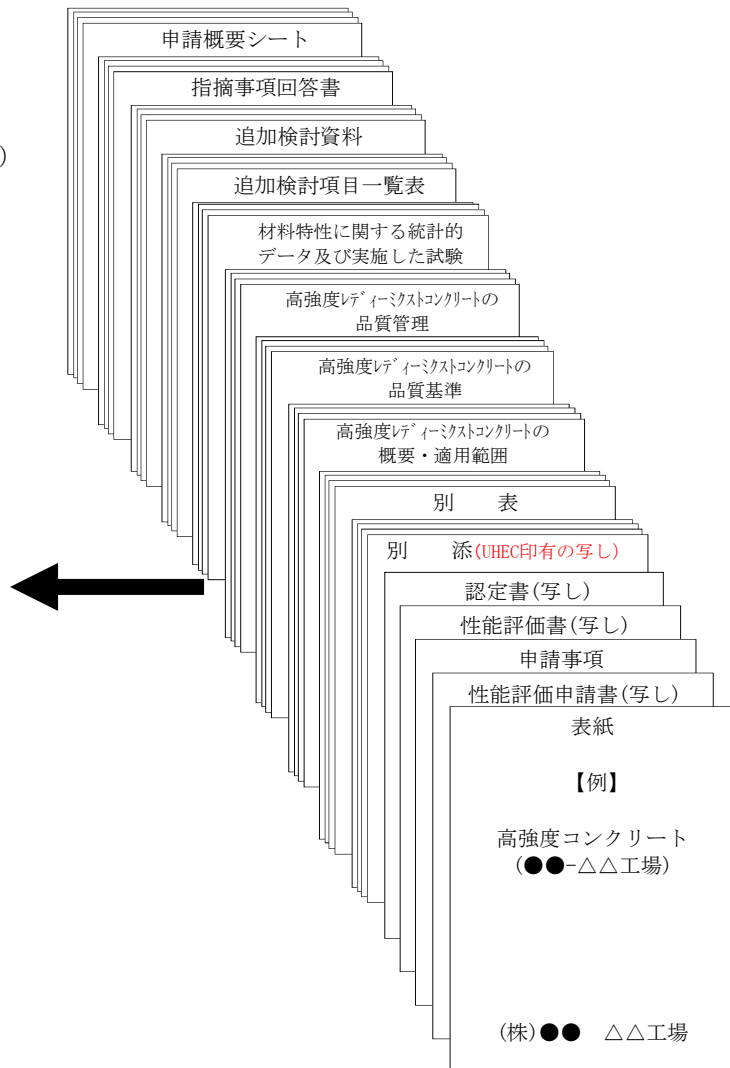 申請概要シート
指摘事項回答書
追加検討資料
)
追加検討項目一覧表
材料特性に関する統計的
データ及び実施した試験
高強度ﾚﾃﾞｨｰﾐｸｽﾄｺﾝｸﾘｰﾄの
品質管理
高強度ﾚﾃﾞｨｰﾐｸｽﾄｺﾝｸﾘｰﾄの
品質基準
高強度ﾚﾃﾞｨｰﾐｸｽﾄｺﾝｸﾘｰﾄの
概要・適用範囲
別　表
別　添(UHEC印有の写し)
認定書(写し)
性能評価書(写し)
申請事項
性能評価申請書(写し)
表紙
【例】
高強度コンクリート
(●●-△△工場)
(株)●●　△△工場